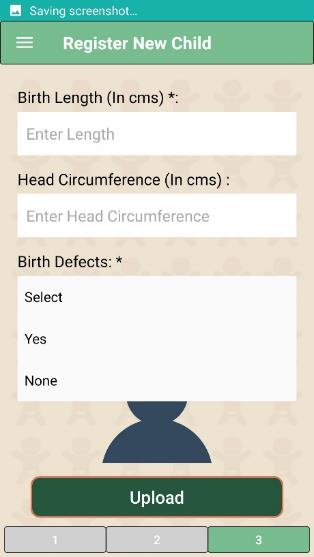 Saving screenshot...
Register New Child
Birth Length (In cms) *:
Enter Length
Head Circumference (In cms) :
Enter Head Circumference
Birth Defects: *
Select
Yes
None
Upload
1 2 3